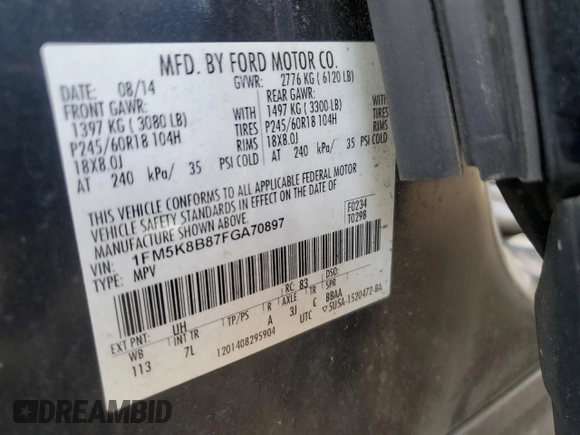 MFD. BY FORD MOTOR CO.
DATE: 08/14 GVWR: 2776 KG ( 6120 LB)
FRONT GAWR: REAR GAWR:
1397 KG ( 3080 LB) WITH 1497 KG ( 3300 LB) WITH
P245/60R18 104H TIRES P245/60R18 104H TIRES
18X8.0J RIMS 18X8.0J RIMS
AT 240 kPa/ 35 PSI COLD AT 240 kPa/ 35 PSI COLD
THIS VEHICLE CONFORMS TO ALL APPLICABLE FEDERAL MOTOR
VEHICLE SAFETY STANDARDS IN EFFECT ON THE DATE OF
MANUFACTURE SHOWN ABOVE.
F0234
T0298
VIN: 1FM5K8B87FGA70897
TYPE: MPV
EXT PNT: UH RC: 83 DSO:
WB INT TR TP/PS R AXLE TR SPR
113 7L A 3J C BBAA
1201408295904 UTC 5U5A-1520472-BA
DREAMBID